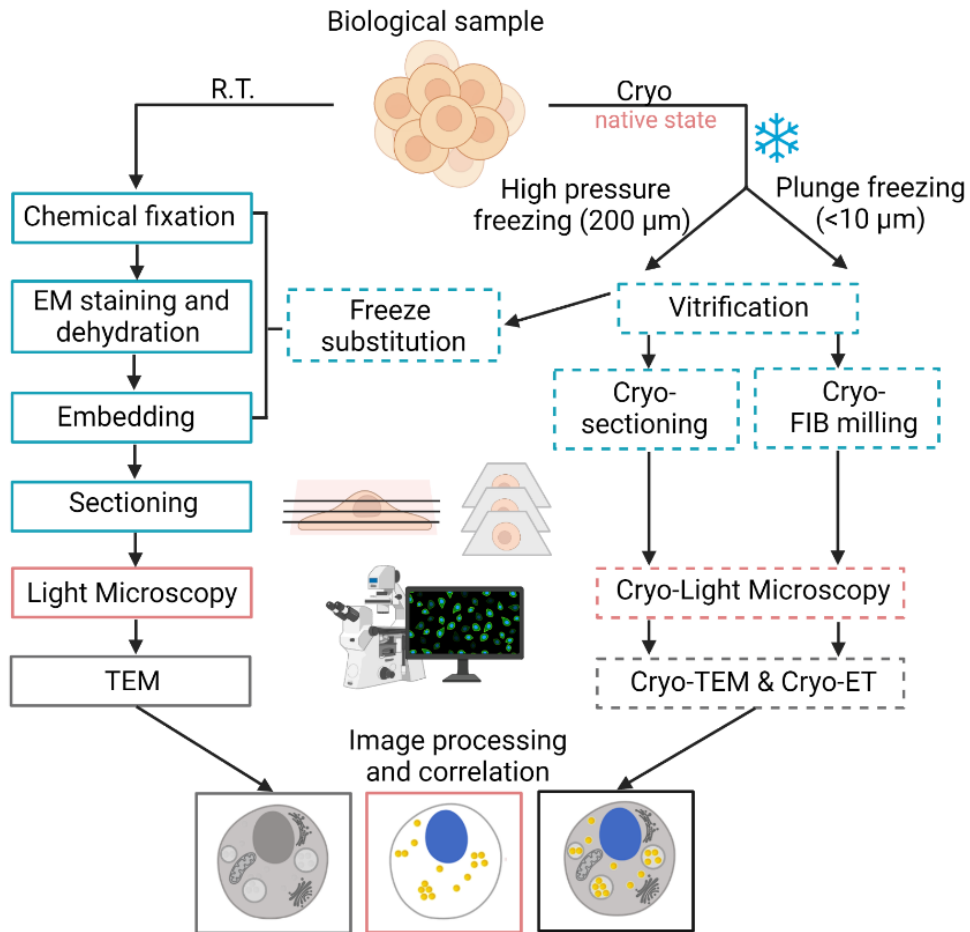 Biological sample
R.T.
Cryo
native state
High pressure
freezing (200 µm)
Plunge freezing
(<10 µm)
Chemical fixation
EM staining and
dehydration
Freeze
substitution
Vitrification
Embedding
Cryo-
sectioning
Cryo-
FIB milling
Sectioning
Light Microscopy
Cryo-Light Microscopy
TEM
Cryo-TEM & Cryo-ET
Image processing
and correlation